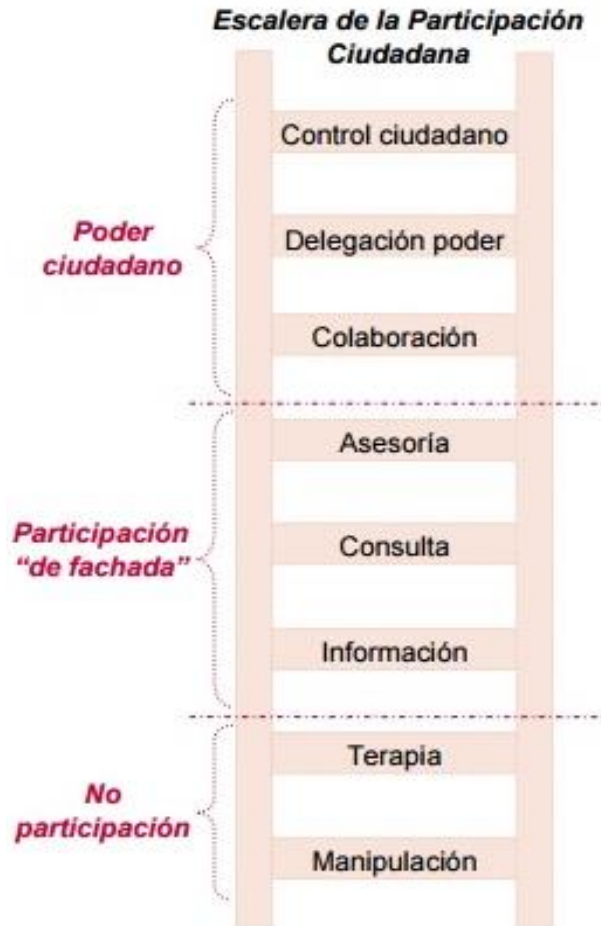 Escalera de la Participación
Ciudadana
Control ciudadano
Poder
ciudadano
Delegación poder
Colaboración
Asesoría
Participación
“de fachada”
Consulta
Información
Terapia
No
participación
Manipulación